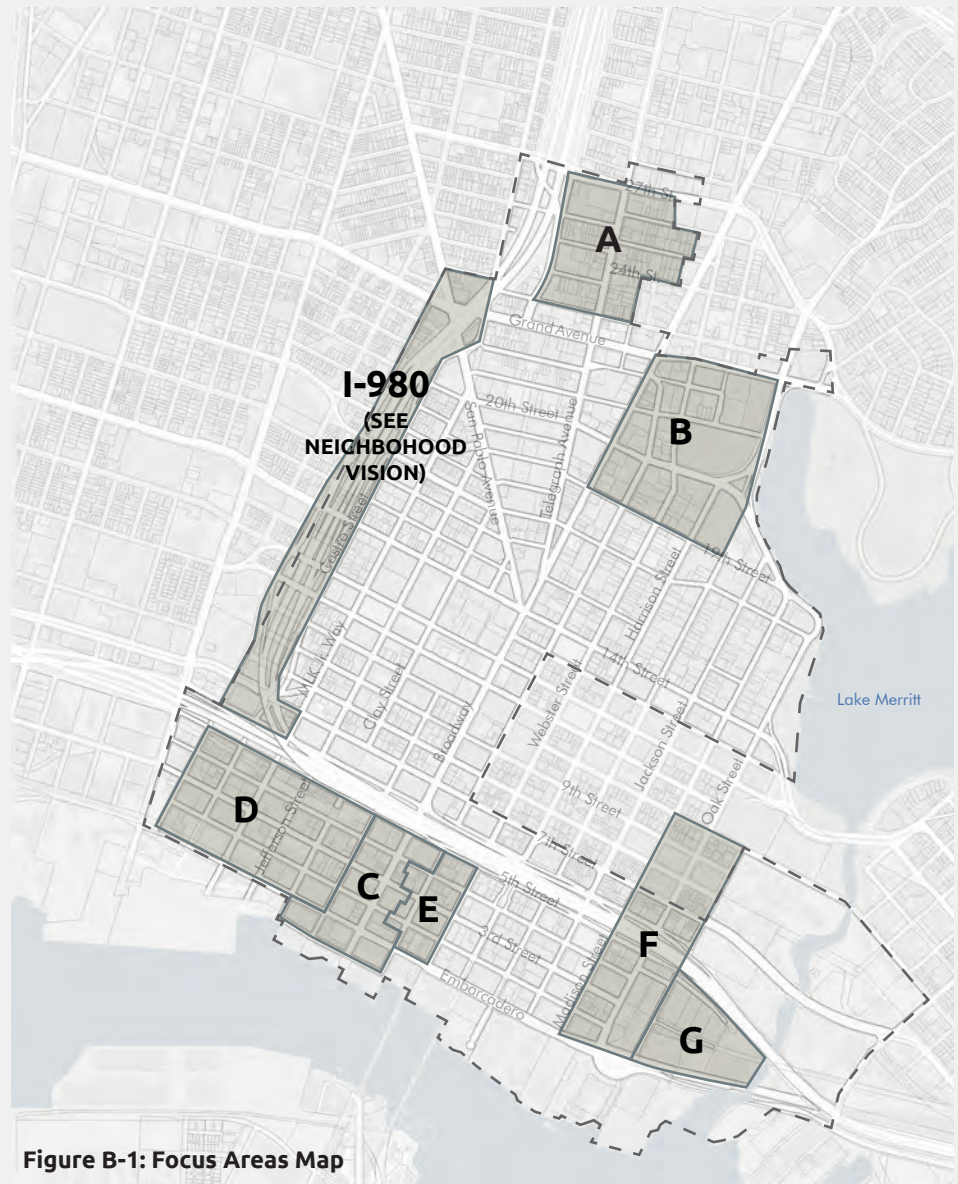 27th St.
A
24th St.
Grand Avenue
I-980
(SEE
NEIGHBOHOOD
VISION)
20th Street
San Pablo Avenue
Telegraph Avenue
B
Castro Street
19th Street
Harrison Street
MLK Jr. Way
14th Street
Clay Street
Webster Street
Broadway
Jackson Street
Lake Merritt
9th Street
Oak Street
D
Jefferson Street
7th Street
C
5th Street
E
3rd Street
F
Madison Street
Embarcadero
G
Figure B-1: Focus Areas Map